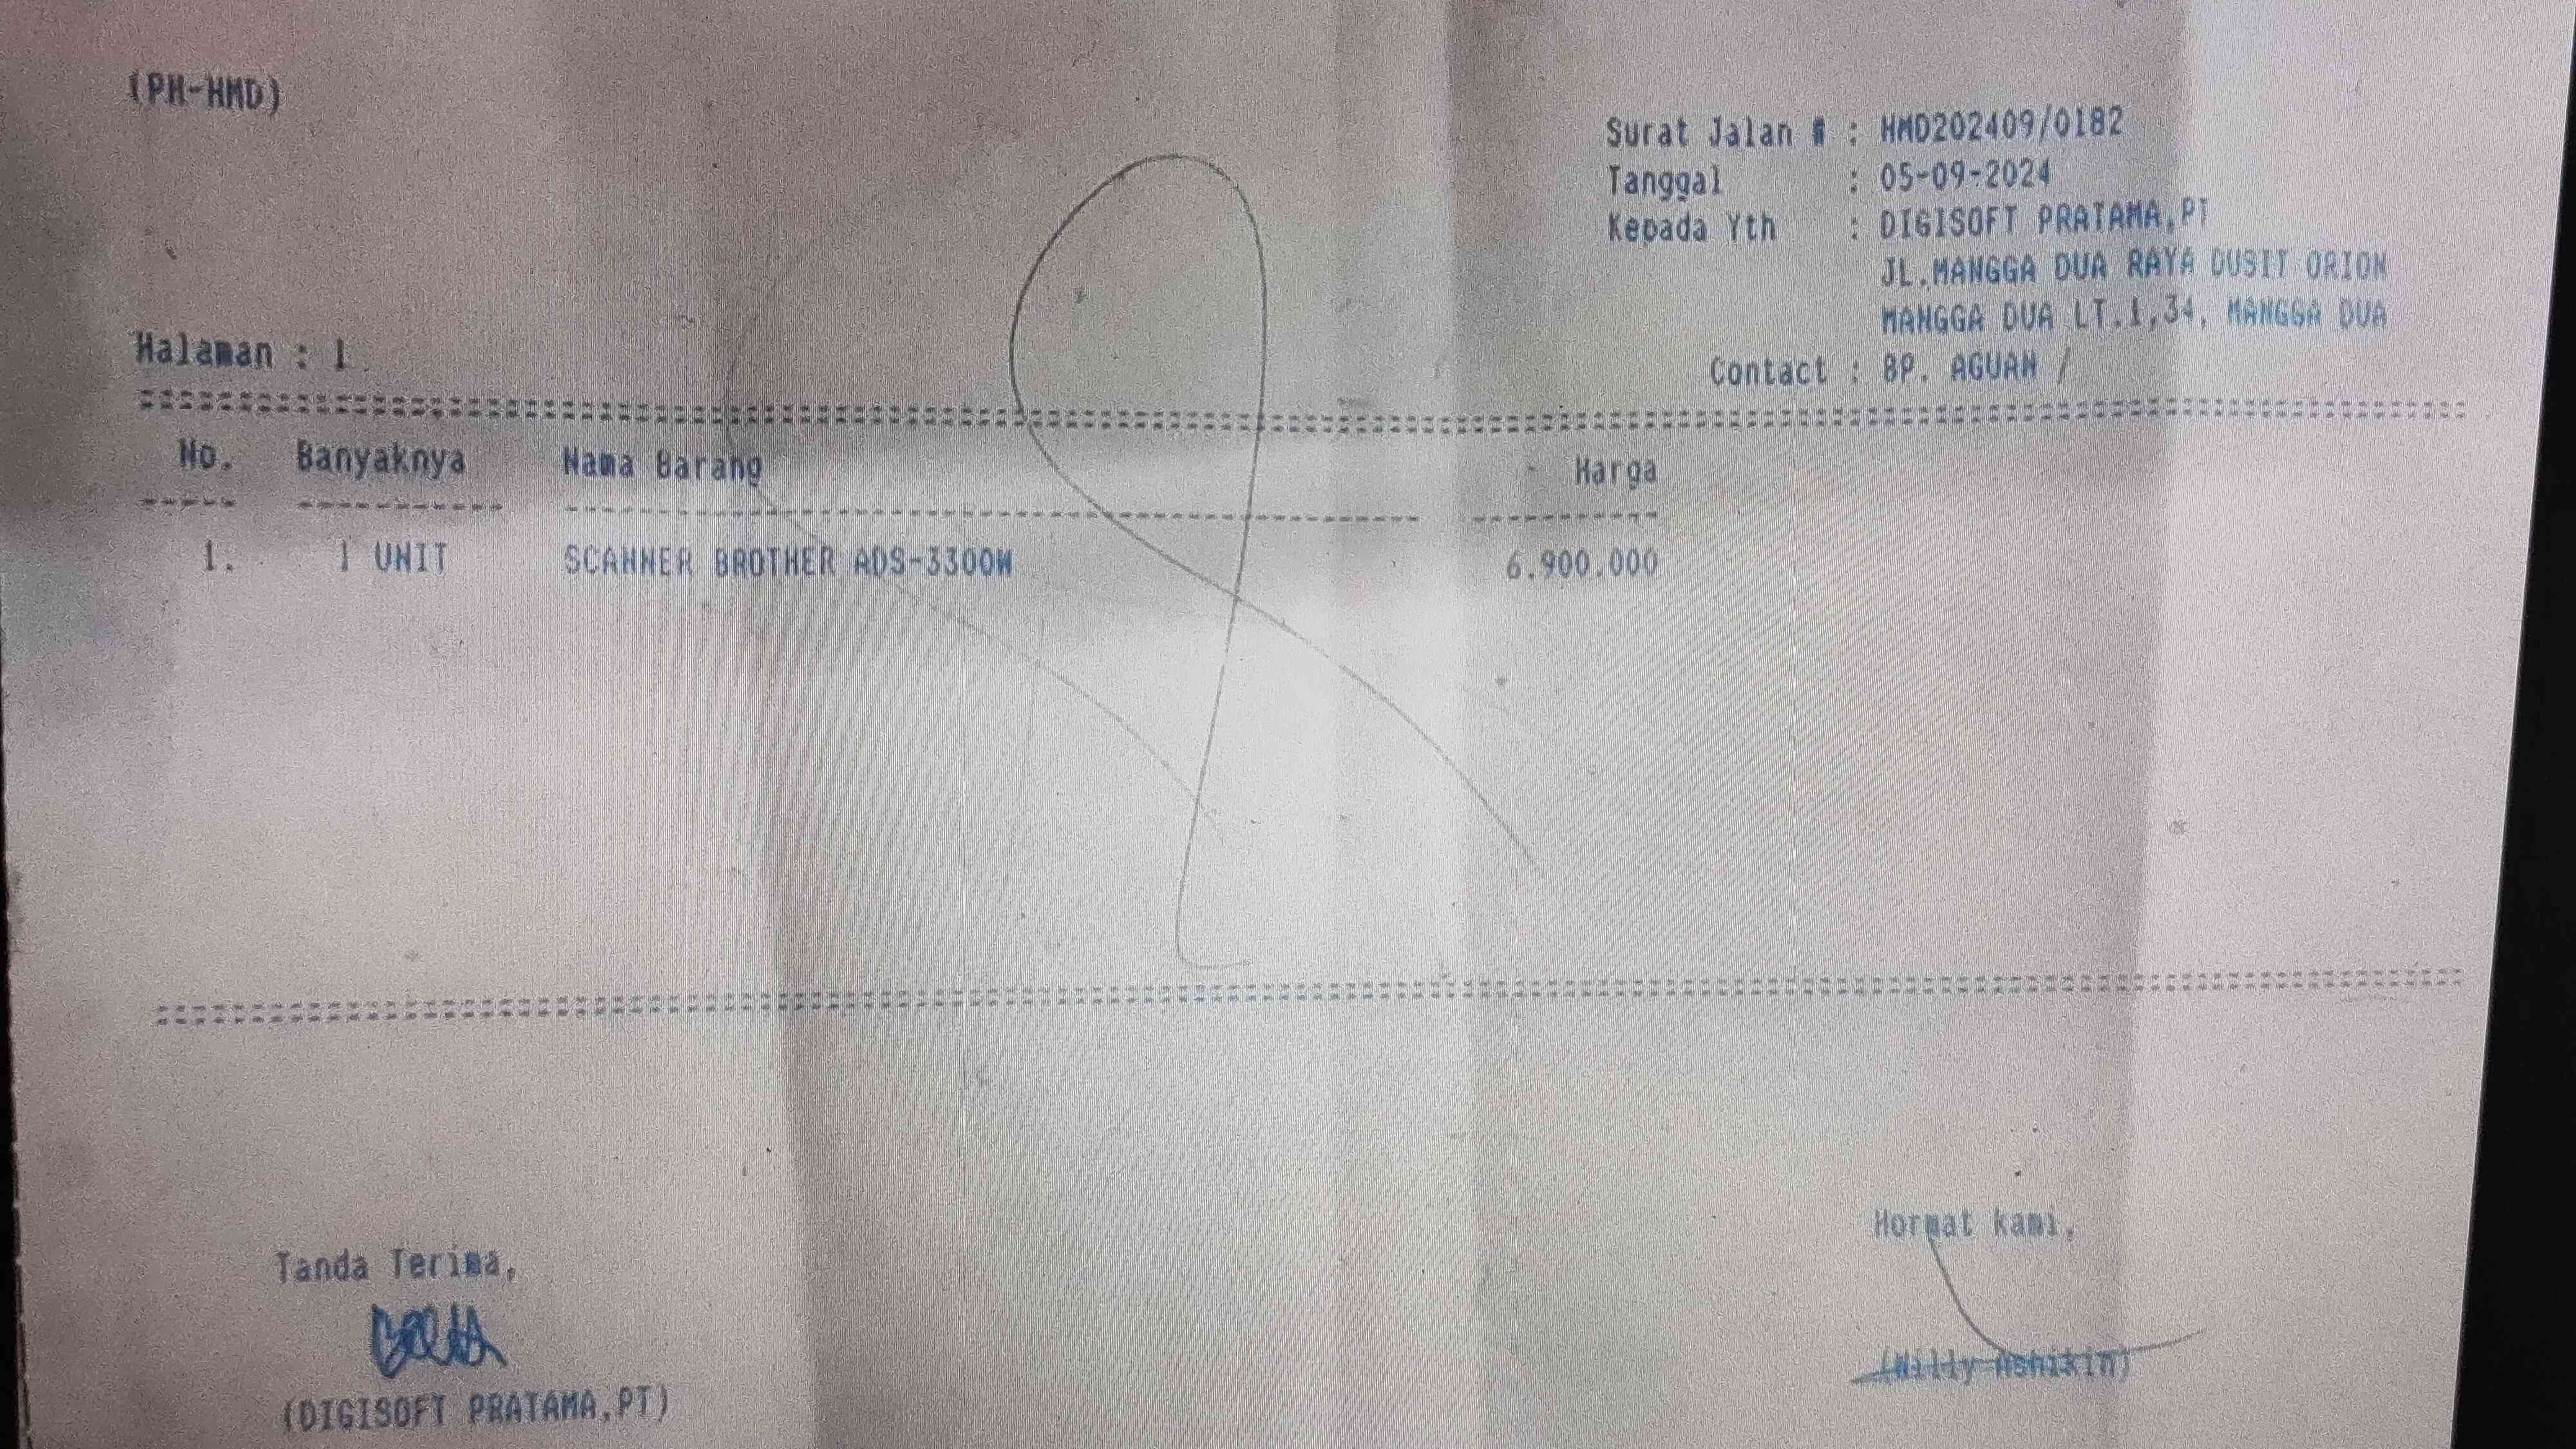 (PH-HMD)
Surat Jalan # : HMD202409/0182
Tanggal : 05-09-2024
Kepada Yth : DIGISOFT PRATAMA,PT
JL.MANGGA DUA RAYA DUSIT ORION
MANGGA DUA LT.1,34, MANGGA DUA
Halaman : 1
Contact : BP. AGUAN /
No. Banyaknya Nama Barang Harga
1. 1 UNIT SCANNER BROTHER ADS-3300W 6.900.000
Hormat kami,
Tanda Terima,
(Willy Ashikin)
(DIGISOFT PRATAMA,PT)